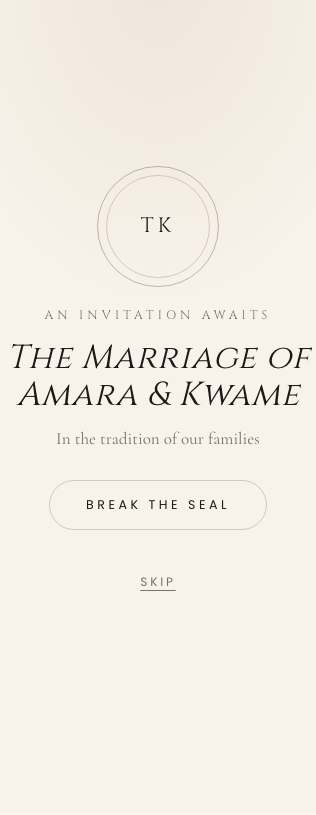 TK
AN INVITATION AWAITS
The Marriage of
Amara & Kwame
In the tradition of our families
BREAK THE SEAL
SKIP